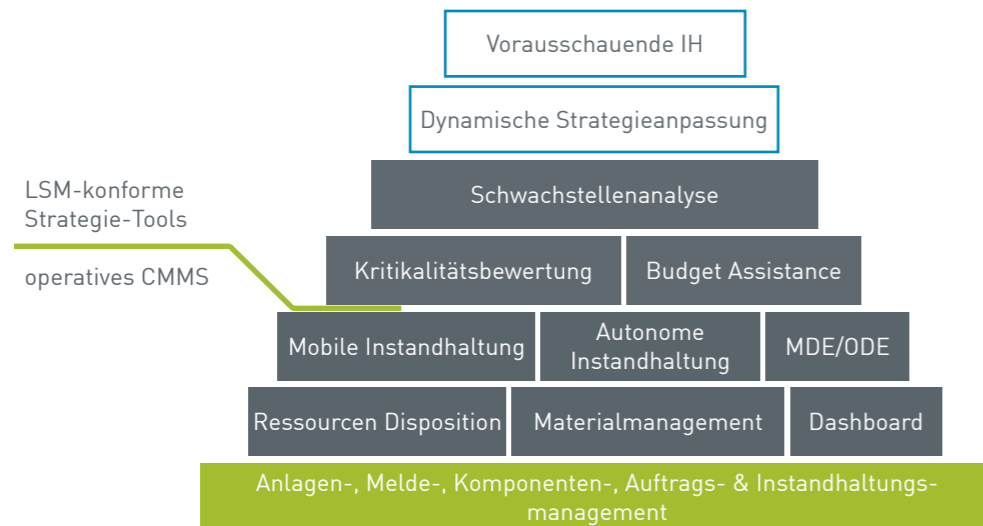 Vorausschauende IH
Dynamische Strategieanpassung
Schwachstellenanalyse
LSM-konforme
Strategie-Tools
operatives CMMS
Kritikalitätsbewertung
Budget Assistance
Mobile Instandhaltung
Autonome
Instandhaltung
MDE/ODE
Ressourcen Disposition
Materialmanagement
Dashboard
Anlagen-, Melde-, Komponenten-, Auftrags- & Instandhaltungs-
management